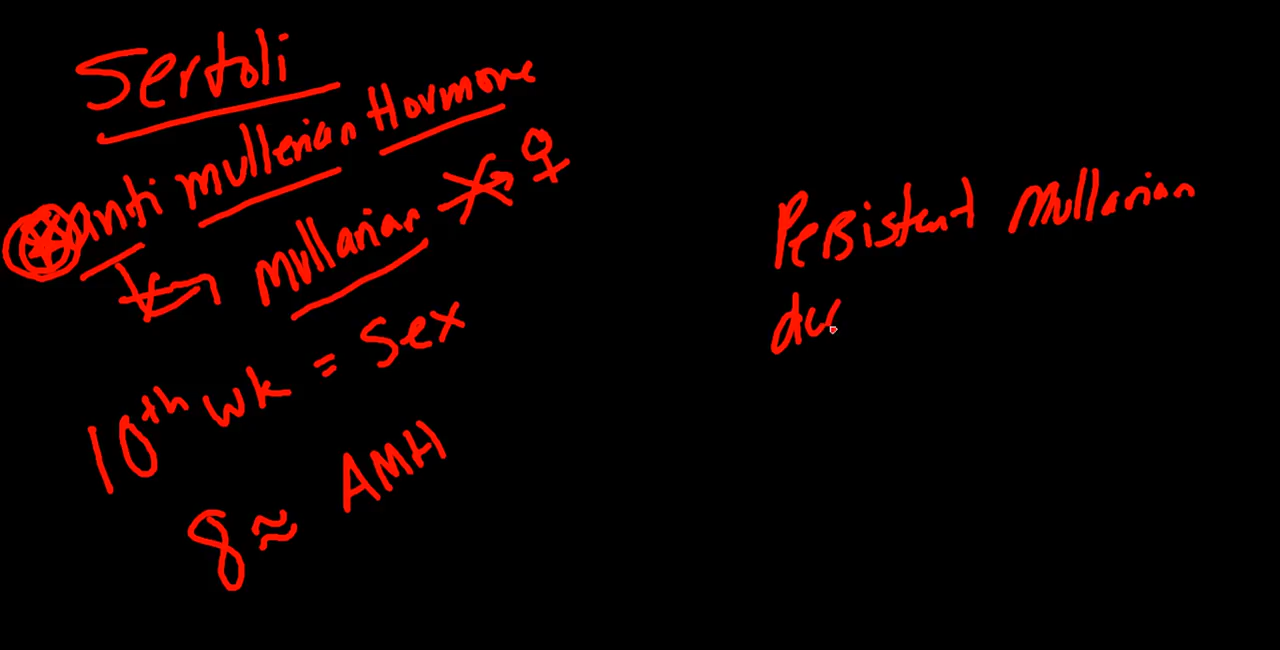 Sertoli
Anti mullerian Hormone
mullarian ♀
10th wk = Sex
8 ≈ AMH
Persistent Mullarian
du